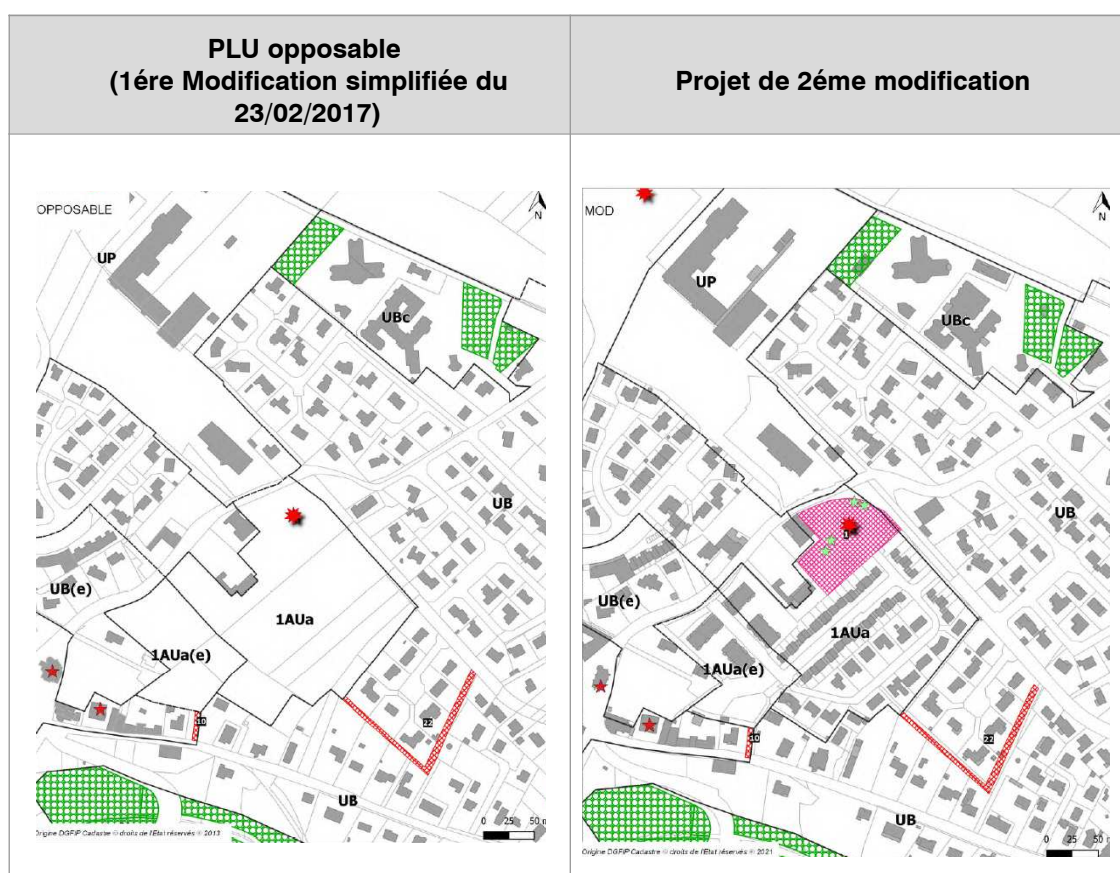 PLU opposable
(1ére Modification simplifiée du
23/02/2017)
Projet de 2éme modification
OPPOSABLE
N
UP
UBc
UB
UB(e)
1AUa
1AUa(e)
10
22
UB
Origine DGFiP Cadastre © droits de l'Etat réservés © 2013
0 25 50 m
MOD
N
UP
UBc
UB
1
UB(e)
1AUa
1AUa(e)
10
22
UB
Origine DGFiP Cadastre © droits de l'Etat réservés © 2021
0 25 50 m